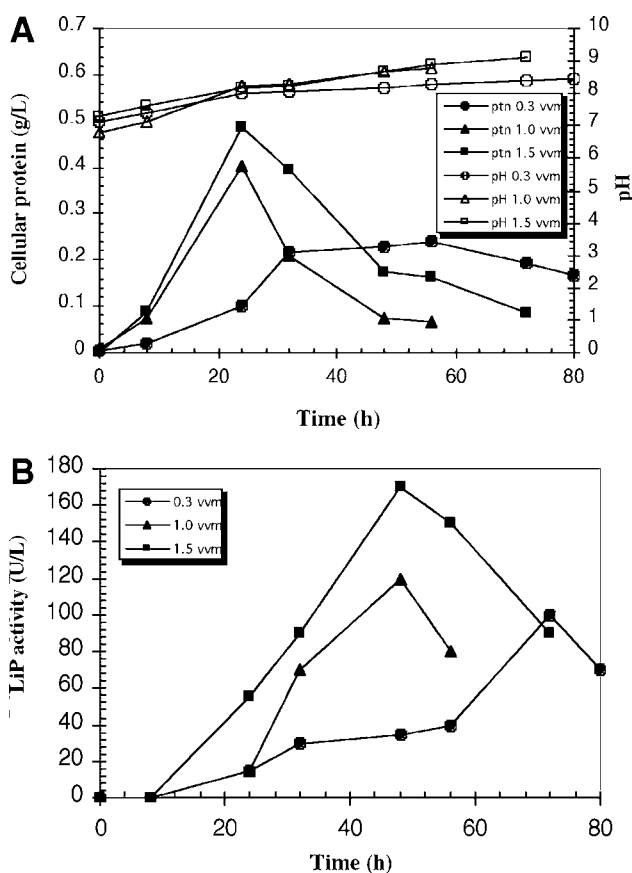 A
0.7
0.6
0.5
0.4
0.3
0.2
0.1
0
Cellular protein (g/L)
10
9
8
7
6
5
4
3
2
1
0
pH
ptn 0.3 vvm
ptn 1.0 vvm
ptn 1.5 vvm
pH 0.3 vvm
pH 1.0 vvm
pH 1.5 vvm
0 20 40 60 80
Time (h)
B
180
160
140
120
100
80
60
40
20
0
LiP activity (U/L)
0.3 vvm
1.0 vvm
1.5 vvm
0 20 40 60 80
Time (h)